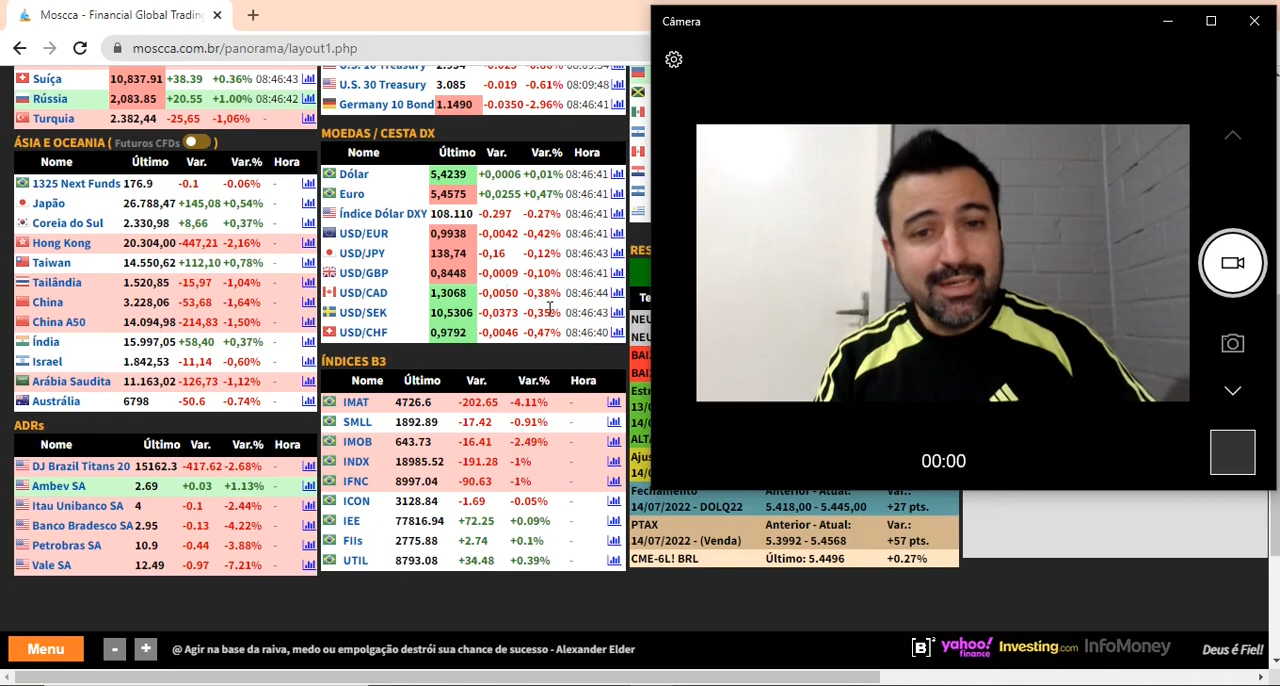 Mosсca - Financial Global Trading
moscca.com.br/panorama/layout1.php
Suíça 10,837.91 +38.39 +0.36% 08:46:43
Rússia 2,083.85 +20.55 +1.00% 08:46:42
Turquia 2.382,44 -25,65 -1,06% -
ÁSIA E OCEANIA ( Futuros CFDs )
Nome Último Var. Var.% Hora
1325 Next Funds 176.9 -0.1 -0.06% -
Japão 26.788,47 +145,08 +0,54% -
Coreia do Sul 2.330,98 +8,66 +0,37% -
Hong Kong 20.304,00 -447,21 -2,16% -
Taiwan 14.550,62 +112,10 +0,78% -
Tailândia 1.520,85 -15,97 -1,04% -
China 3.228,06 -53,68 -1,64% -
China A50 14.094,98 -214,83 -1,50% -
Índia 15.997,05 +58,40 +0,37% -
Israel 1.842,53 -11,14 -0,60% -
Arábia Saudita 11.163,02 -126,73 -1,12% -
Austrália 6798 -50.6 -0.74% -
ADRs
Nome Último Var. Var.% Hora
DJ Brazil Titans 20 15162.3 -417.62 -2.68% -
Ambev SA 2.69 +0.03 +1.13% -
Itau Unibanco SA 4 -0.1 -2.44% -
Banco Bradesco SA 2.95 -0.13 -4.22% -
Petrobras SA 10.9 -0.44 -3.88% -
Vale SA 12.49 -0.97 -7.21% -
U.S. 30 Treasury 3.085 -0.019 -0.61% 08:09:48
Germany 10 Bond 1.1490 -0.0350 -2.96% 08:46:41
MOEDAS / CESTA DX
Nome Último Var. Var.% Hora
Dólar 5,4239 +0,0006 +0,01% 08:46:41
Euro 5,4575 +0,0255 +0,47% 08:46:41
Índice Dólar DXY 108.110 -0.297 -0.27% 08:46:41
USD/EUR 0,9938 -0,0042 -0,42% 08:46:41
USD/JPY 138,74 -0,16 -0,12% 08:46:43
USD/GBP 0,8448 -0,0009 -0,10% 08:46:41
USD/CAD 1,3068 -0,0050 -0,38% 08:46:44
USD/SEK 10,5306 -0,0373 -0,35% 08:46:43
USD/CHF 0,9792 -0,0046 -0,47% 08:46:40
ÍNDICES B3
Nome Último Var. Var.% Hora
IMAT 4726.6 -202.65 -4.11% -
SMLL 1892.89 -17.42 -0.91% -
IMOB 643.73 -16.41 -2.49% -
INDX 18985.52 -191.28 -1% -
IFNC 8997.04 -90.63 -1% -
ICON 3128.84 -1.69 -0.05% -
IEE 77816.94 +72.25 +0.09% -
FIIs 2775.88 +2.74 +0.1% -
UTIL 8793.08 +34.48 +0.39% -
Câmera
00:00
Fechamento Anterior - Atual: Var.:
14/07/2022 - DOLQ22 5.418,00 - 5.445,00 +27 pts.
PTAX Anterior - Atual: Var.:
14/07/2022 - (Venda) 5.3992 - 5.4568 +57 pts.
CME-6L! BRL Último: 5.4496 +0.27%
Menu - + @ Agir na base da raiva, medo ou empolgação destrói sua chance de sucesso - Alexander Elder
[B]³ yahoo! finance Investing.com InfoMoney Deus é Fiel!